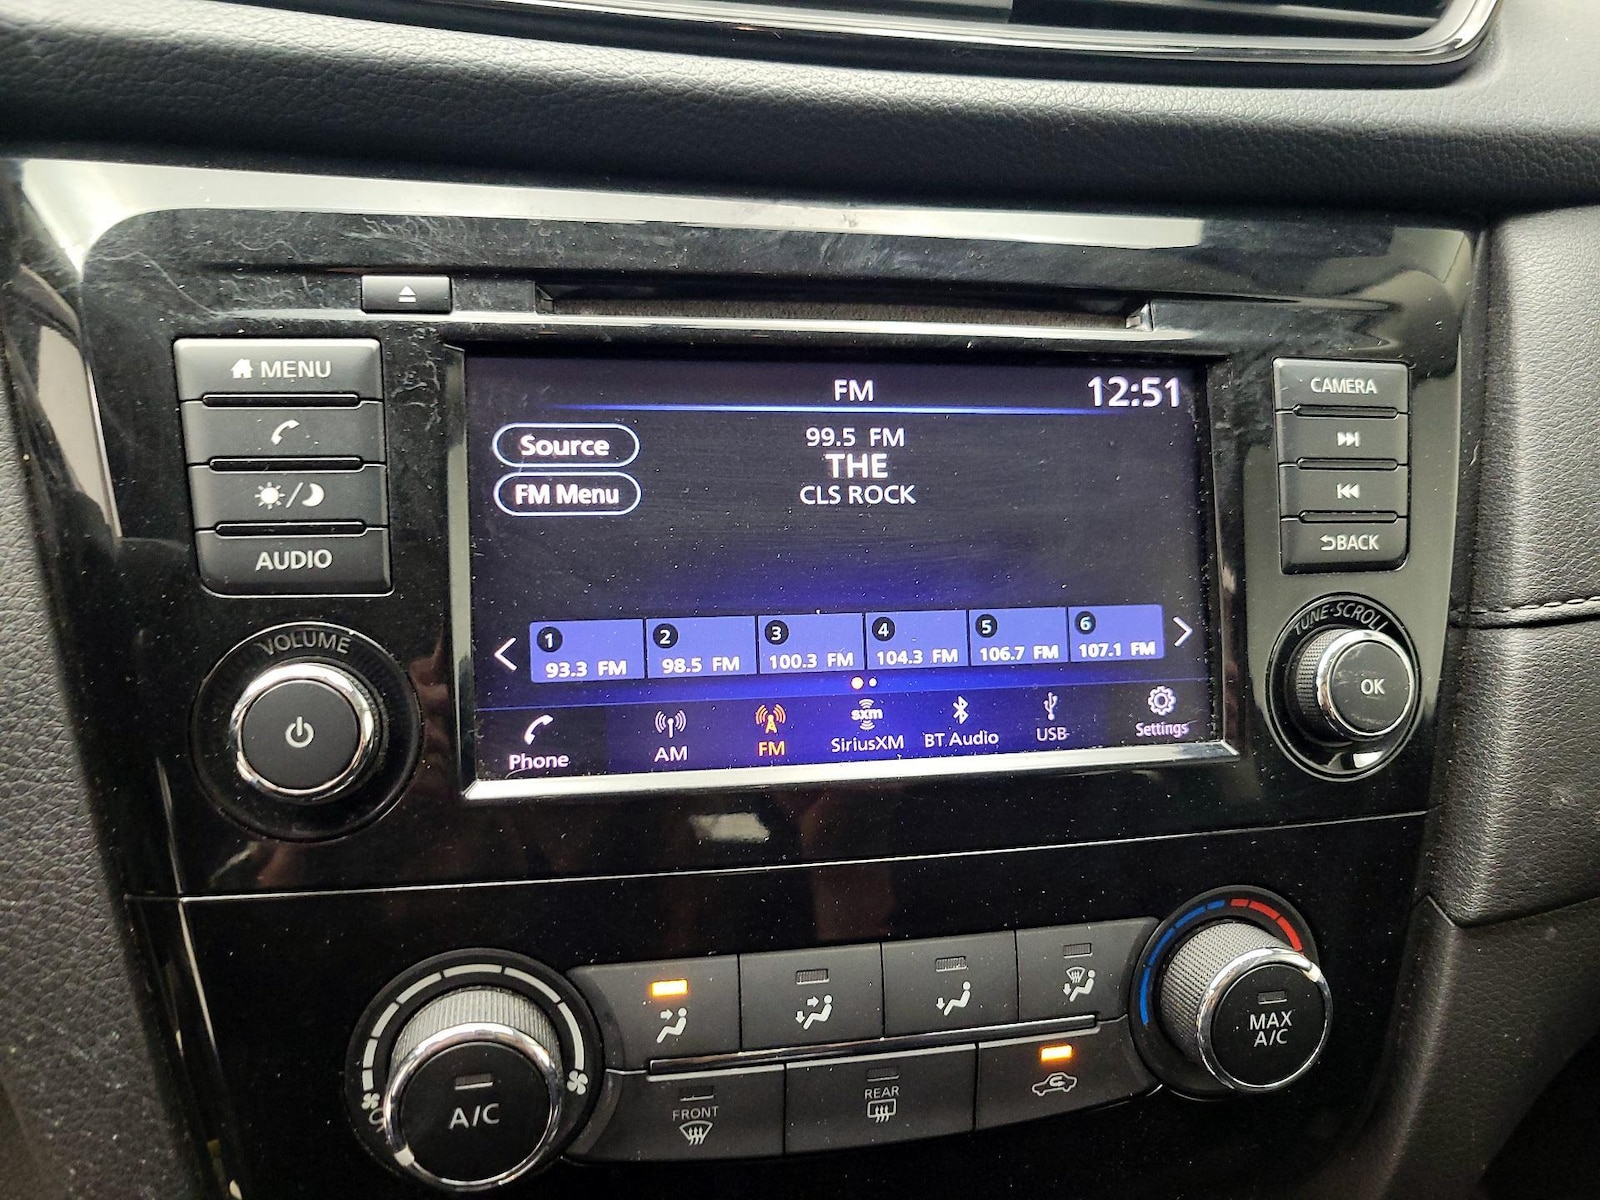 MENU
AUDIO
VOLUME
FM
12:51
Source
FM Menu
99.5 FM
THE
CLS ROCK
1
93.3 FM
2
98.5 FM
3
100.3 FM
4
104.3 FM
5
106.7 FM
6
107.1 FM
Phone
AM
FM
sxm
SiriusXM
BT Audio
USB
Settings
CAMERA
BACK
TUNE·SCROLL
OK
A/C
FRONT
REAR
MAX
A/C